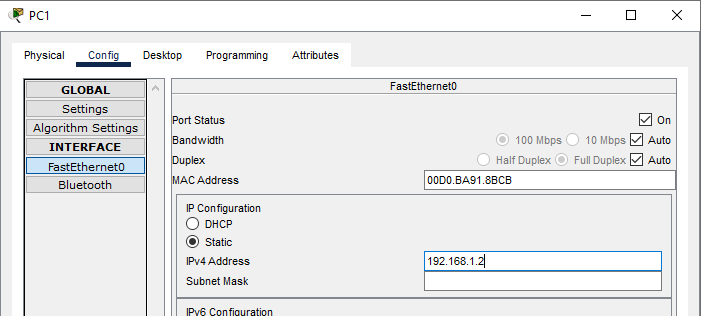 PC1
Physical Config Desktop Programming Attributes
GLOBAL
Settings
Algorithm Settings
INTERFACE
FastEthernet0
Bluetooth
FastEthernet0
Port Status On
Bandwidth 100 Mbps 10 Mbps Auto
Duplex Half Duplex Full Duplex Auto
MAC Address 00D0.BA91.8BCB
IP Configuration
DHCP
Static
IPv4 Address 192.168.1.2
Subnet Mask
IPv6 Configuration